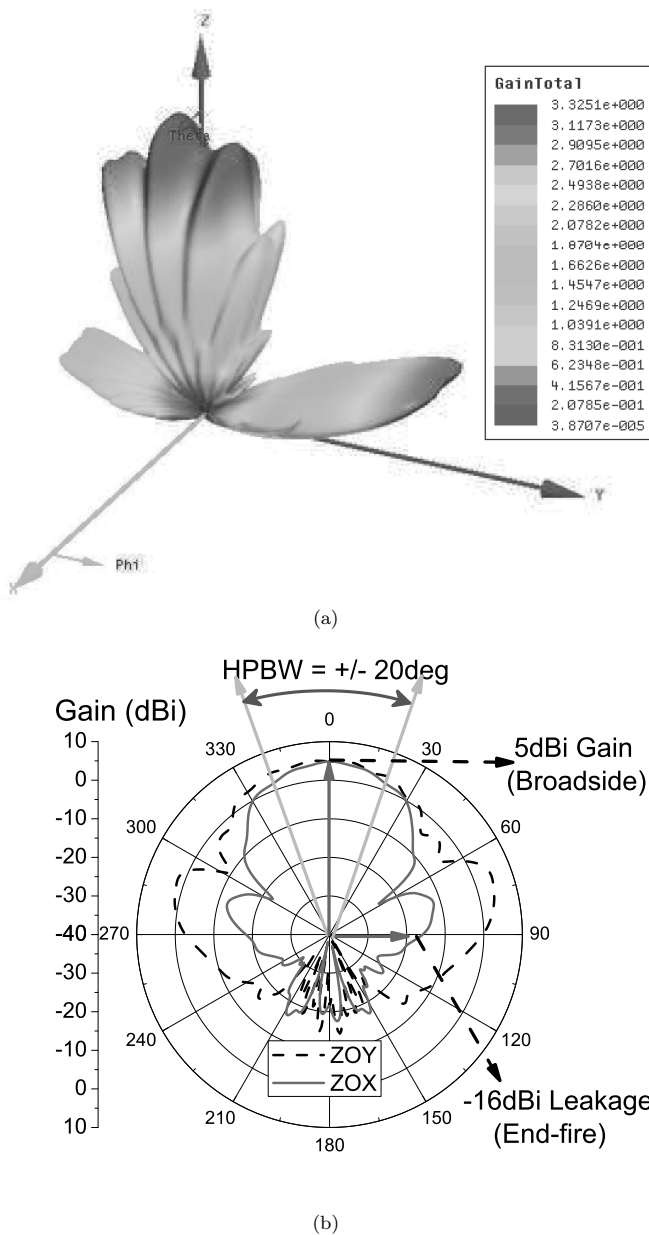 Z
Theta
GainTotal
3.3251e+000
3.1173e+000
2.9095e+000
2.7016e+000
2.4938e+000
2.2860e+000
2.0782e+000
1.8704e+000
1.6626e+000
1.4547e+000
1.2469e+000
1.0391e+000
8.3130e-001
6.2348e-001
4.1567e-001
2.0785e-001
3.8707e-005
Y
X
Phi
(a)
HPBW = +/- 20deg
Gain (dBi)
10
0
-10
-20
-30
-40
-30
-20
-10
0
10
0
30
60
90
120
150
180
210
240
270
300
330
5dBi Gain
(Broadside)
ZOY
ZOX
-16dBi Leakage
(End-fire)
(b)